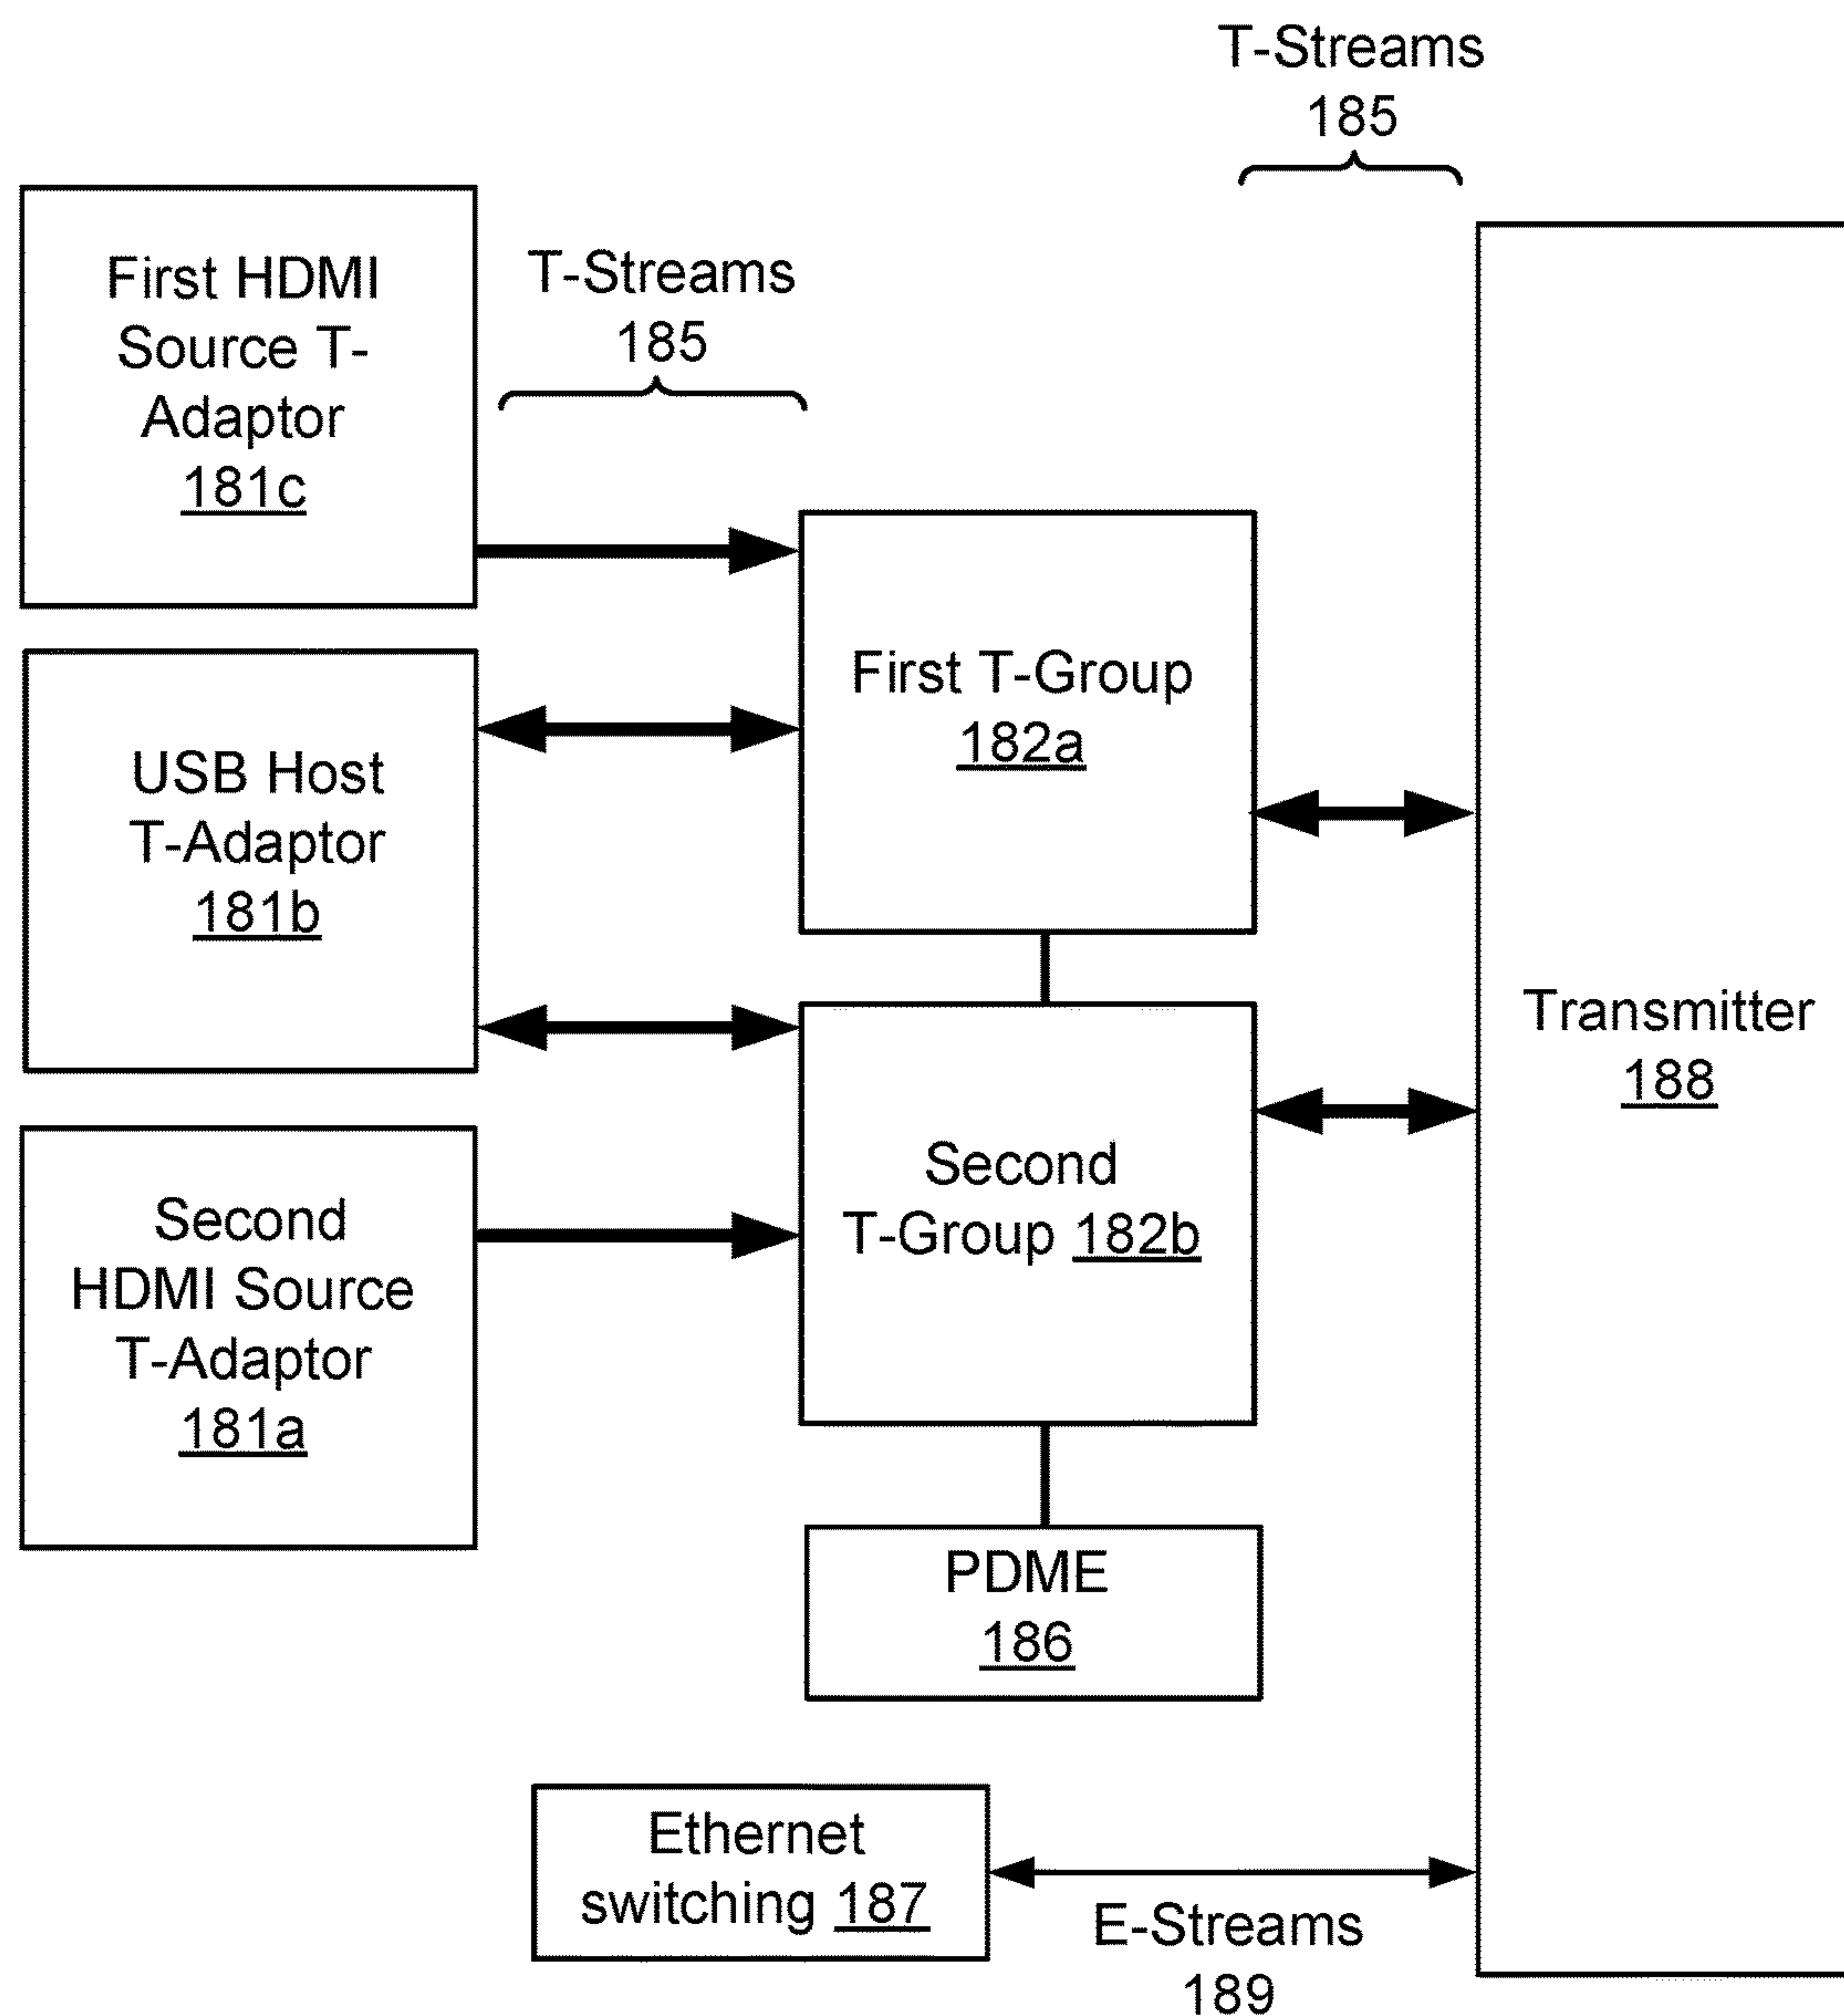 T-Streams
185
First HDMI
Source T-
Adaptor
181c
T-Streams
185
First T-Group
182a
USB Host
T-Adaptor
181b
Transmitter
188
Second
T-Group 182b
Second
HDMI Source
T-Adaptor
181a
PDME
186
Ethernet
switching 187
E-Streams
189